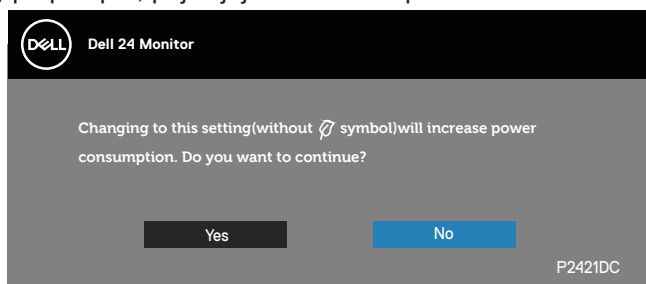 DELL Dell 24 Monitor
Changing to this setting(without symbol)will increase power
consumption. Do you want to continue?
Yes No
P2421DC